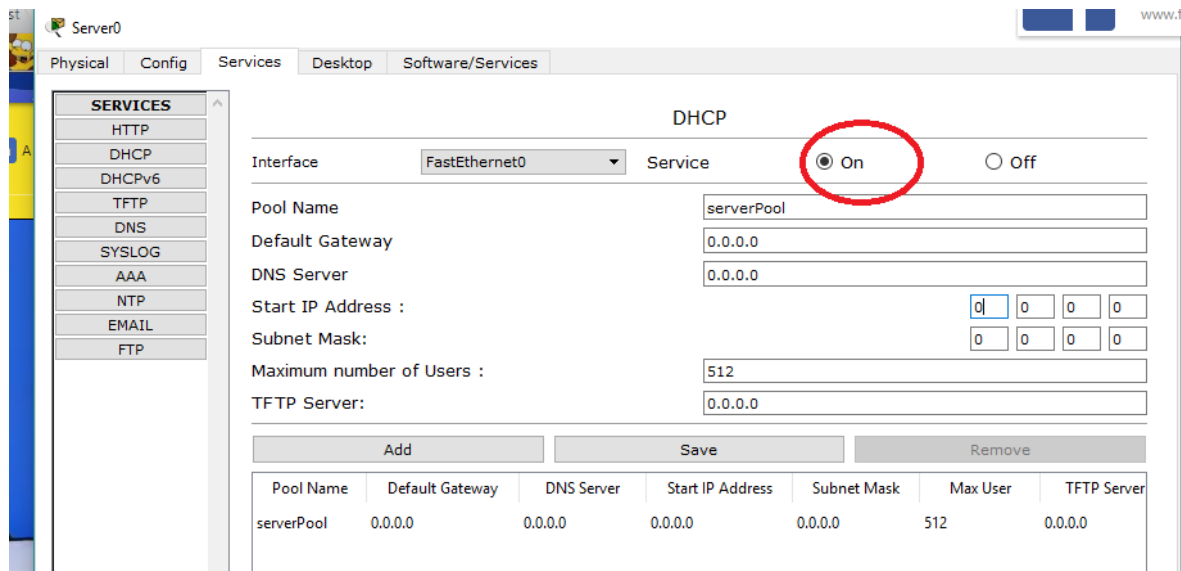 st
www.f
Server0
Physical Config Services Desktop Software/Services
SERVICES
HTTP
DHCP
DHCPv6
TFTP
DNS
SYSLOG
AAA
NTP
EMAIL
FTP
A
DHCP
Interface FastEthernet0 Service On Off
Pool Name serverPool
Default Gateway 0.0.0.0
DNS Server 0.0.0.0
Start IP Address : 0 0 0 0
Subnet Mask: 0 0 0 0
Maximum number of Users : 512
TFTP Server: 0.0.0.0
Add Save Remove
Pool Name Default Gateway DNS Server Start IP Address Subnet Mask Max User TFTP Server
serverPool 0.0.0.0 0.0.0.0 0.0.0.0 0.0.0.0 512 0.0.0.0